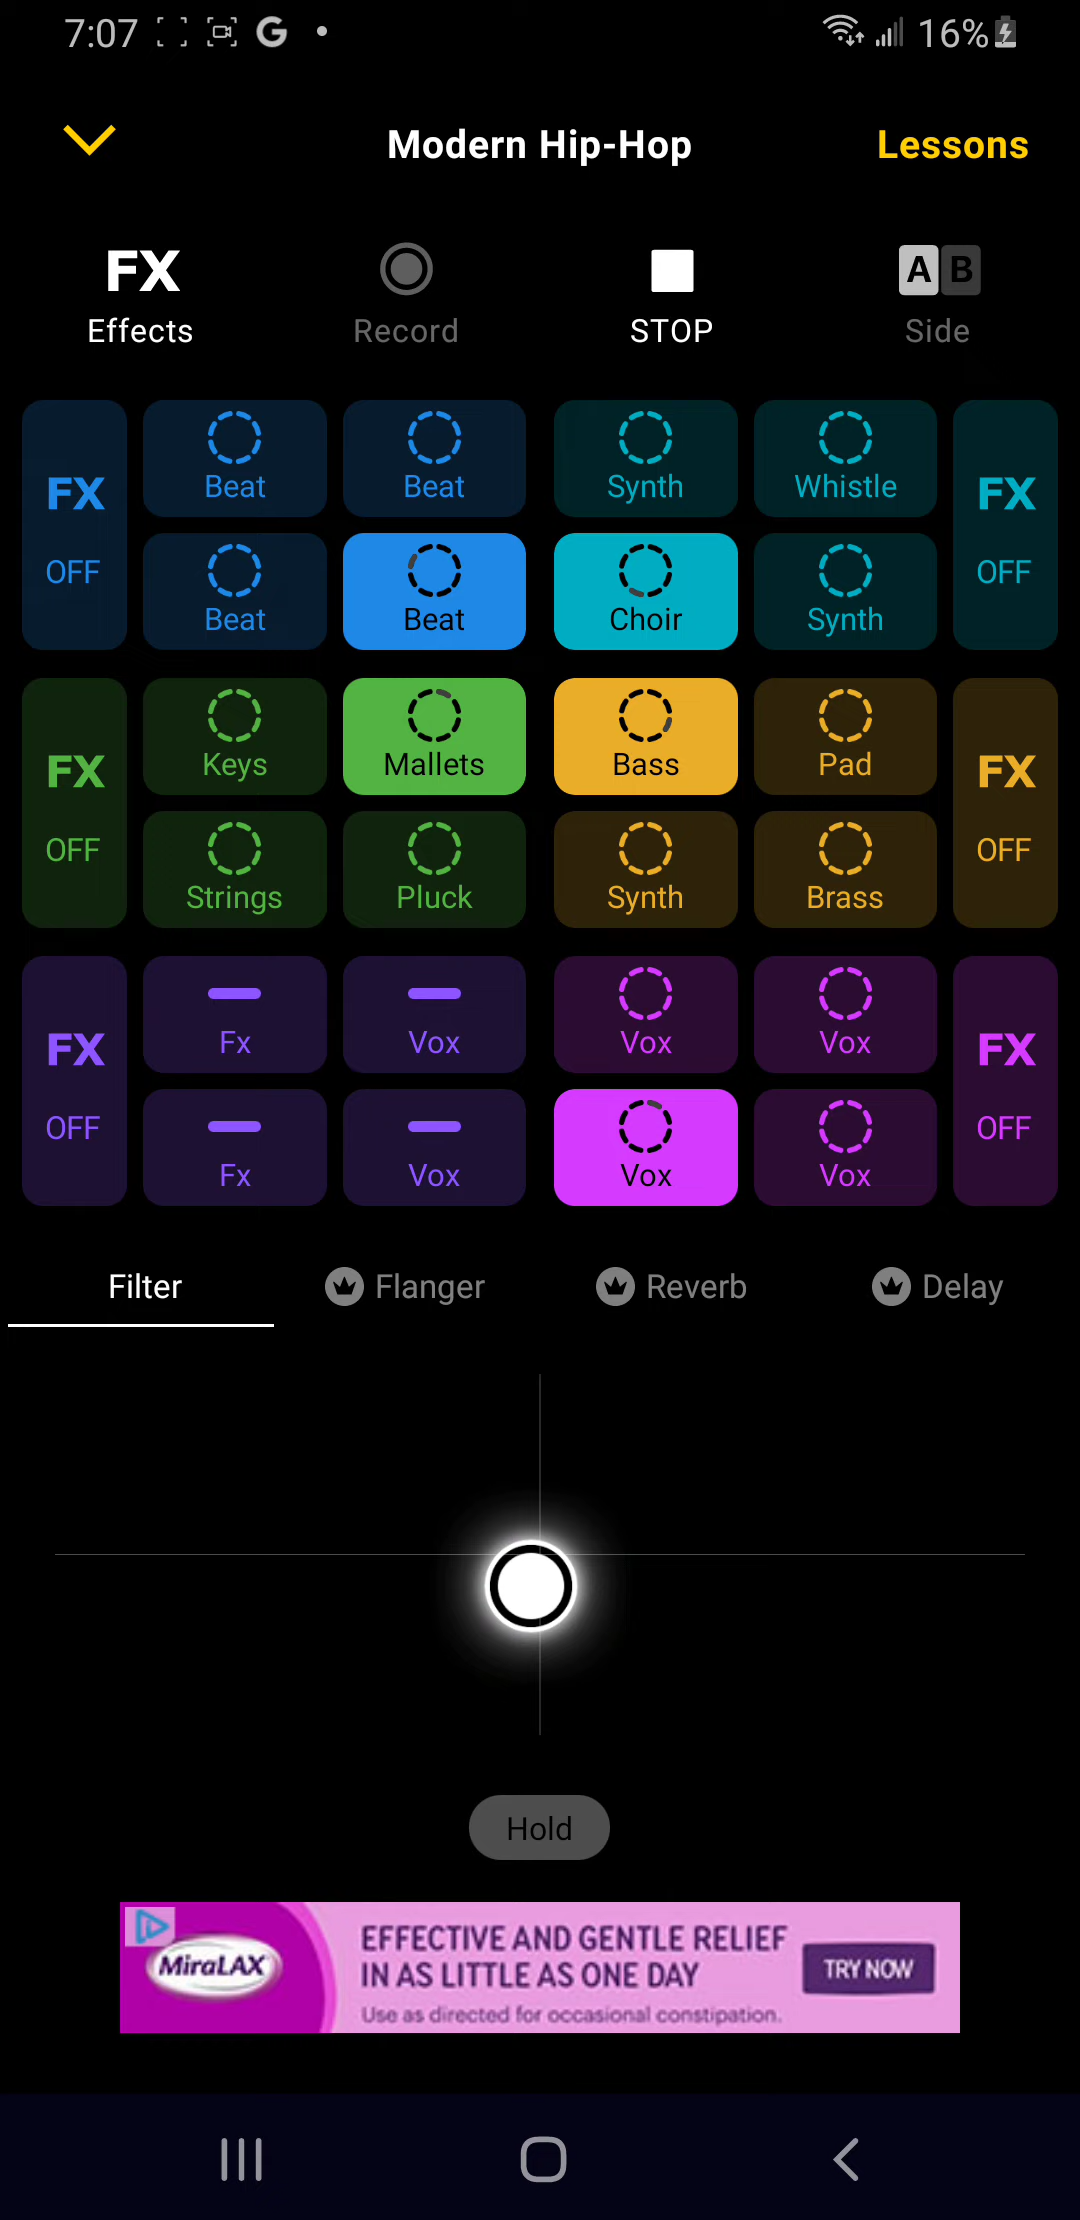 7:07 G 16%
Modern Hip-Hop Lessons
FX A B
Effects Record STOP Side
Beat Beat Synth Whistle
FX FX
OFF OFF
Beat Beat Choir Synth
Keys Mallets Bass Pad
FX FX
OFF OFF
Strings Pluck Synth Brass
Fx Vox Vox Vox
FX FX
OFF OFF
Fx Vox Vox Vox
Filter Flanger Reverb Delay
Hold
MiraLAX
EFFECTIVE AND GENTLE RELIEF
IN AS LITTLE AS ONE DAY
Use as directed for occasional constipation.
TRY NOW